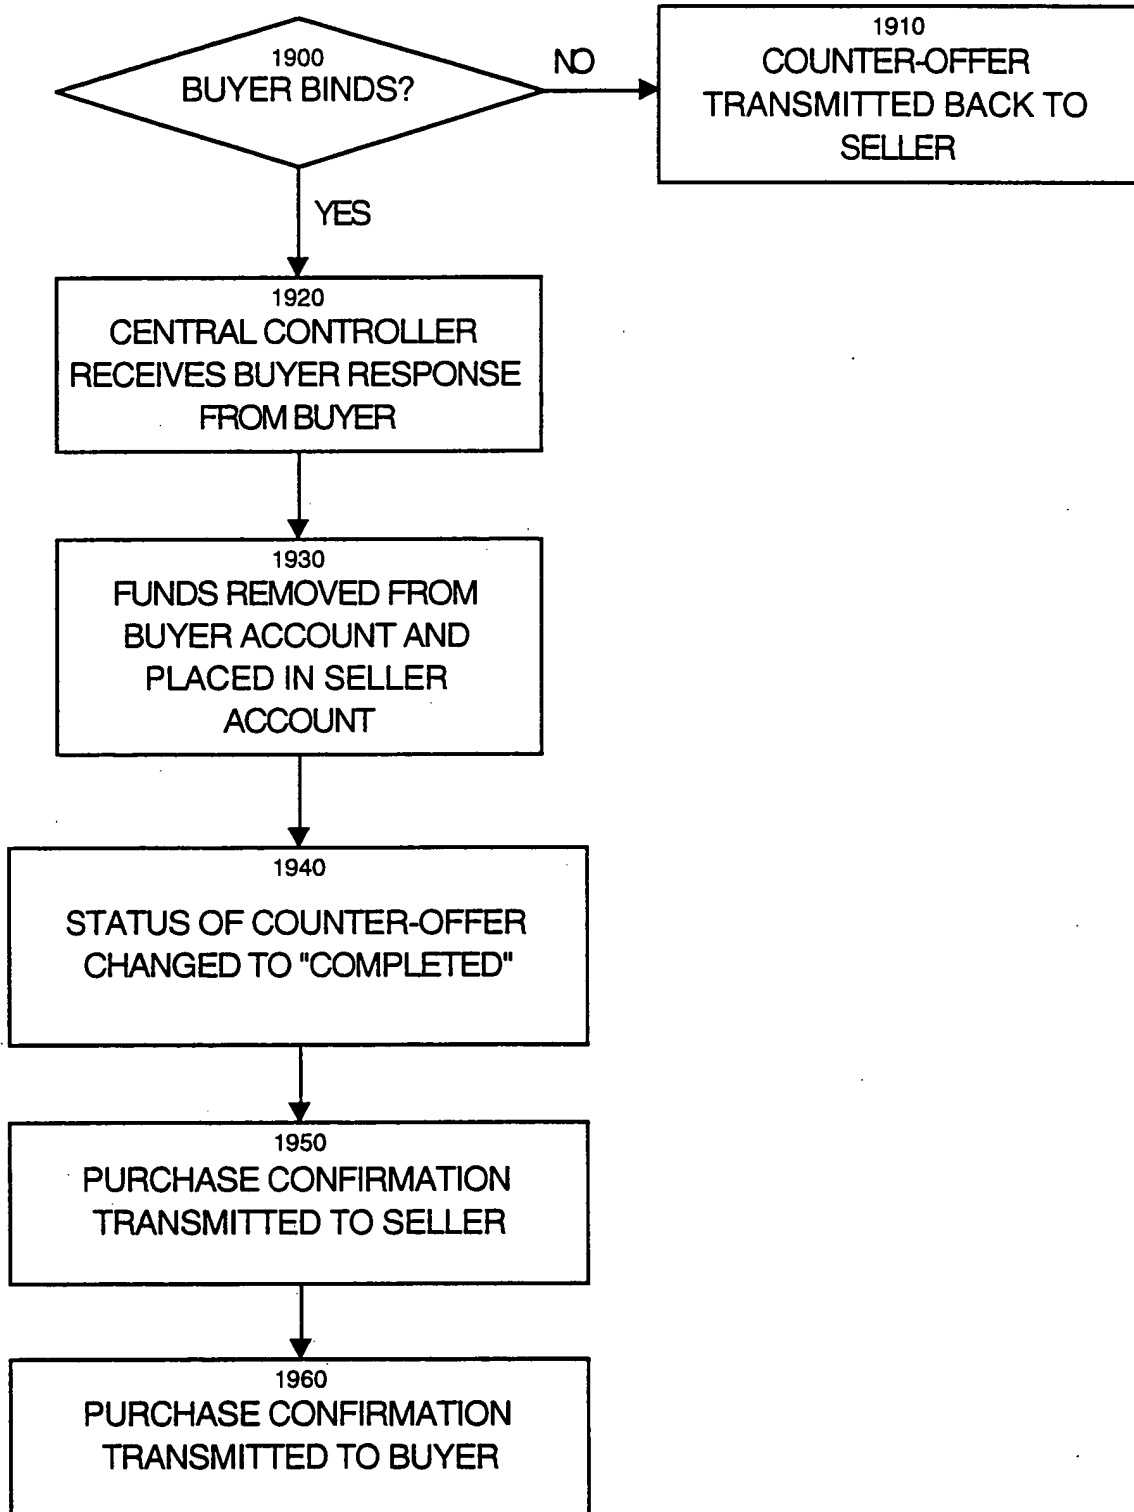 1900
BUYER BINDS?
NO
1910
COUNTER-OFFER
TRANSMITTED BACK TO
SELLER
YES
1920
CENTRAL CONTROLLER
RECEIVES BUYER RESPONSE
FROM BUYER
1930
FUNDS REMOVED FROM
BUYER ACCOUNT AND
PLACED IN SELLER
ACCOUNT
1940
STATUS OF COUNTER-OFFER
CHANGED TO "COMPLETED"
1950
PURCHASE CONFIRMATION
TRANSMITTED TO SELLER
1960
PURCHASE CONFIRMATION
TRANSMITTED TO BUYER